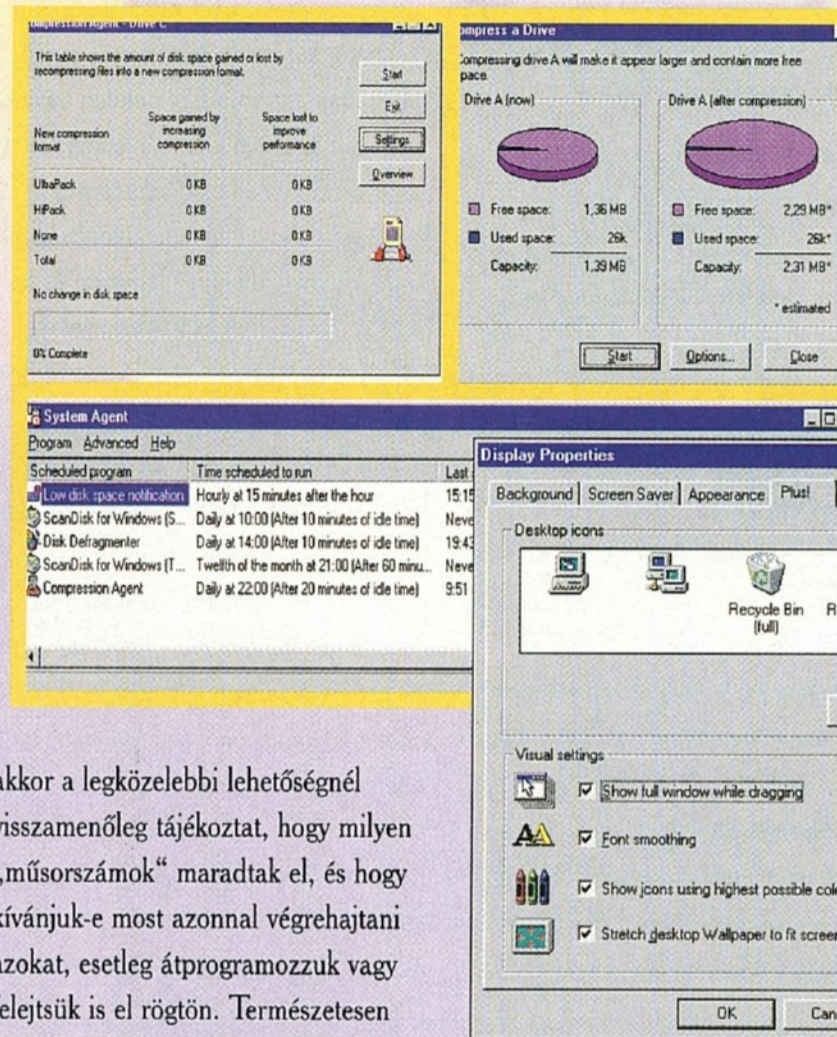 Compression Agent - Drive C
This table shows the amount of disk space gained or lost by
recompressing files into a new compression format.
New compression format
Space gained by increasing compression
Space lost to improve performance
UltraPack 0 KB 0 KB
HiPack 0 KB 0 KB
None 0 KB 0 KB
Total 0 KB 0 KB
No change in disk space
0% Complete
Start
Exit
Settings
Overview
ompress a Drive
Compressing drive A will make it appear larger and contain more free
pace.
Drive A (now)
Free space: 1,36 MB
Used space: 26k
Capacity: 1,39 MB
Drive A (after compression)
Free space: 2,29 MB*
Used space: 26k*
Capacity: 2,31 MB*
* estimated
Start Options... Close
System Agent
Program Advanced Help
Scheduled program Time scheduled to run Last
Low disk space notification Hourly at 15 minutes after the hour 15:15
ScanDisk for Windows (S... Daily at 10:00 (After 10 minutes of idle time) Neve
Disk Defragmenter Daily at 14:00 (After 10 minutes of idle time) 19:43
ScanDisk for Windows (T... Twelfth of the month at 21:00 (After 60 minu... Neve
Compression Agent Daily at 22:00 (After 20 minutes of idle time) 9:51
Display Properties
Background Screen Saver Appearance Plus!
Desktop icons
Recycle Bin R
(full)
Visual settings
Show full window while dragging
Font smoothing
Show icons using highest possible colo
Stretch desktop Wallpaper to fit screen
OK Can
akkor a legközelebbi lehetőségnél
visszamenőleg tájékoztat, hogy milyen
„műsorszámok“ maradtak el, és hogy
kívánjuk-e most azonnal végrehajtani
azokat, esetleg átprogramozzuk vagy
felejtsük is el rögtön. Természetesen